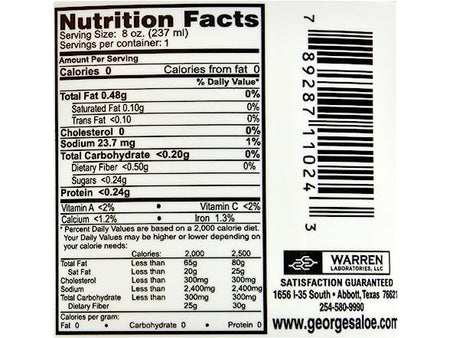 Nutrition Facts
Serving Size: 8 oz. (237 ml)
Servings per container: 1
Amount Per Serving
Calories 0 Calories from fat 0
% Daily Value*
Total Fat 0.48g 0%
Saturated Fat 0.10g 0%
Trans Fat <0.10 0%
Cholesterol 0 0%
Sodium 23.7 mg 1%
Total Carbohydrate <0.20g 0%
Dietary Fiber <0.50g 0%
Sugars <0.24g
Protein <0.24g
Vitamin A <2% • Vitamin C <2%
Calcium <1.2% • Iron 1.3%
* Percent Daily Values are based on a 2,000 calorie diet.
Your Daily Values may be higher or lower depending on
your calorie needs:
Calories: 2,000 2,500
Total Fat Less than 65g 80g
Sat Fat Less than 20g 25g
Cholesterol Less than 300mg 300mg
Sodium Less than 2,400mg 2,400mg
Total Carbohydrate Less than 300mg 300mg
Dietary Fiber Less than 25g 30g
Calories per gram:
Fat 0 • Carbohydrate 0 • Protein 0
7 89287 11024 3
WARREN
LABORATORIES, LLC
SATISFACTION GUARANTEED
1656 I-35 South • Abbott, Texas 76621
254-580-9990
www.georgesaloe.com